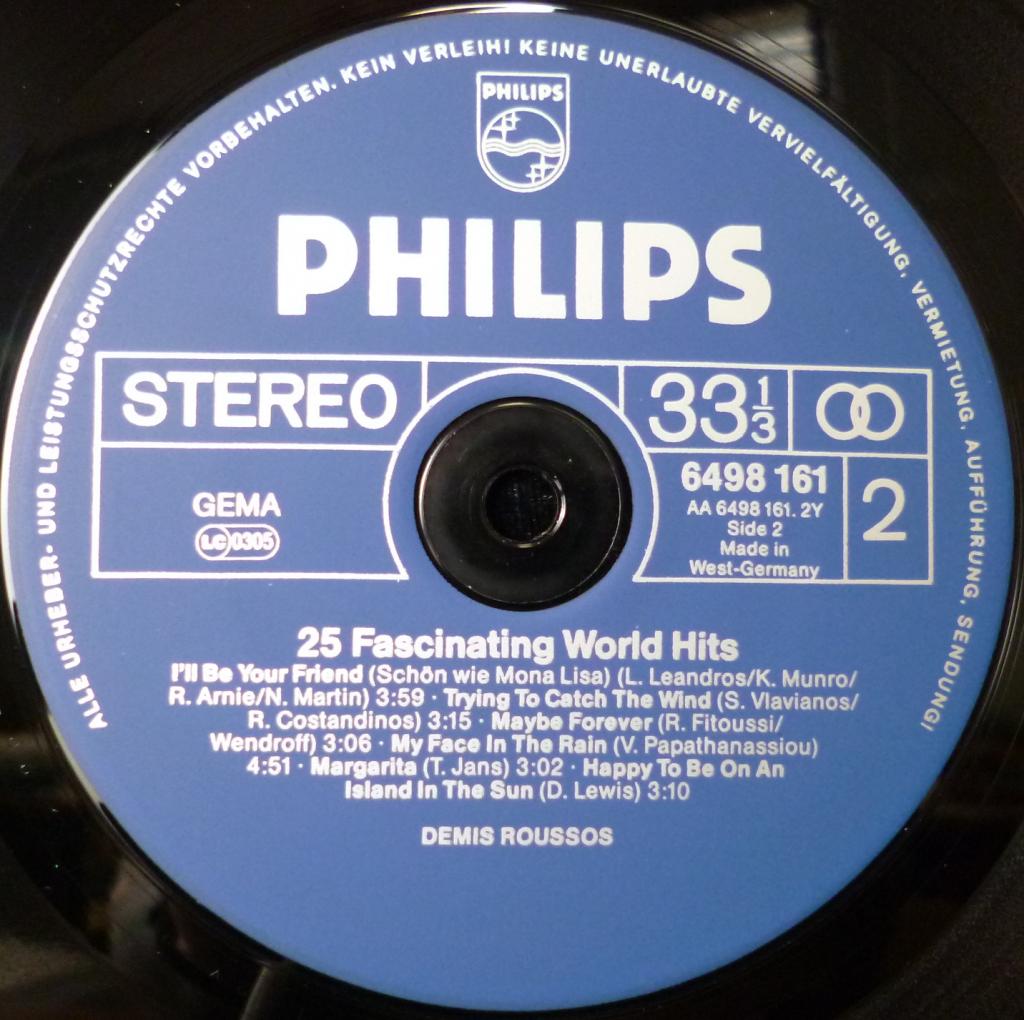 ALLE URHEBER- UND LEISTUNGSSCHUTZRECHTE VORBEHALTEN. KEIN VERLEIH! KEINE UNERLAUBTE VERVIELFÄLTIGUNG, VERMIETUNG, AUFFÜHRUNG, SENDUNG!
PHILIPS
PHILIPS
STEREO
33 1/3
GEMA
LC 0305
6498 161
AA 6498 161. 2Y
Side 2
Made in
West-Germany
2
25 Fascinating World Hits
I'll Be Your Friend (Schön wie Mona Lisa) (L. Leandros/K. Munro/
R. Arnie/N. Martin) 3:59 · Trying To Catch The Wind (S. Vlavianos/
R. Costandinos) 3:15 · Maybe Forever (R. Fitoussi/
Wendroff) 3:06 · My Face In The Rain (V. Papathanassiou)
4:51 · Margarita (T. Jans) 3:02 · Happy To Be On An
Island In The Sun (D. Lewis) 3:10
DEMIS ROUSSOS